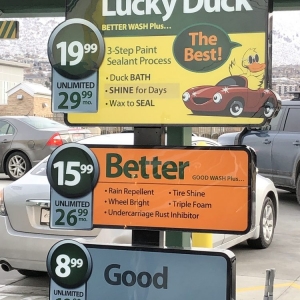 Lucky Duck
BETTER WASH Plus...
19.99
UNLIMITED
29.99 mo.
3-Step Paint
Sealant Process
• Duck BATH
• SHINE for Days
• Wax to SEAL
The
Best!
15.99
UNLIMITED
26.99 mo.
Better
GOOD WASH Plus...
• Rain Repellent
• Wheel Bright
• Undercarriage Rust Inhibitor
• Tire Shine
• Triple Foam
8.99
UNLIMITED
Good